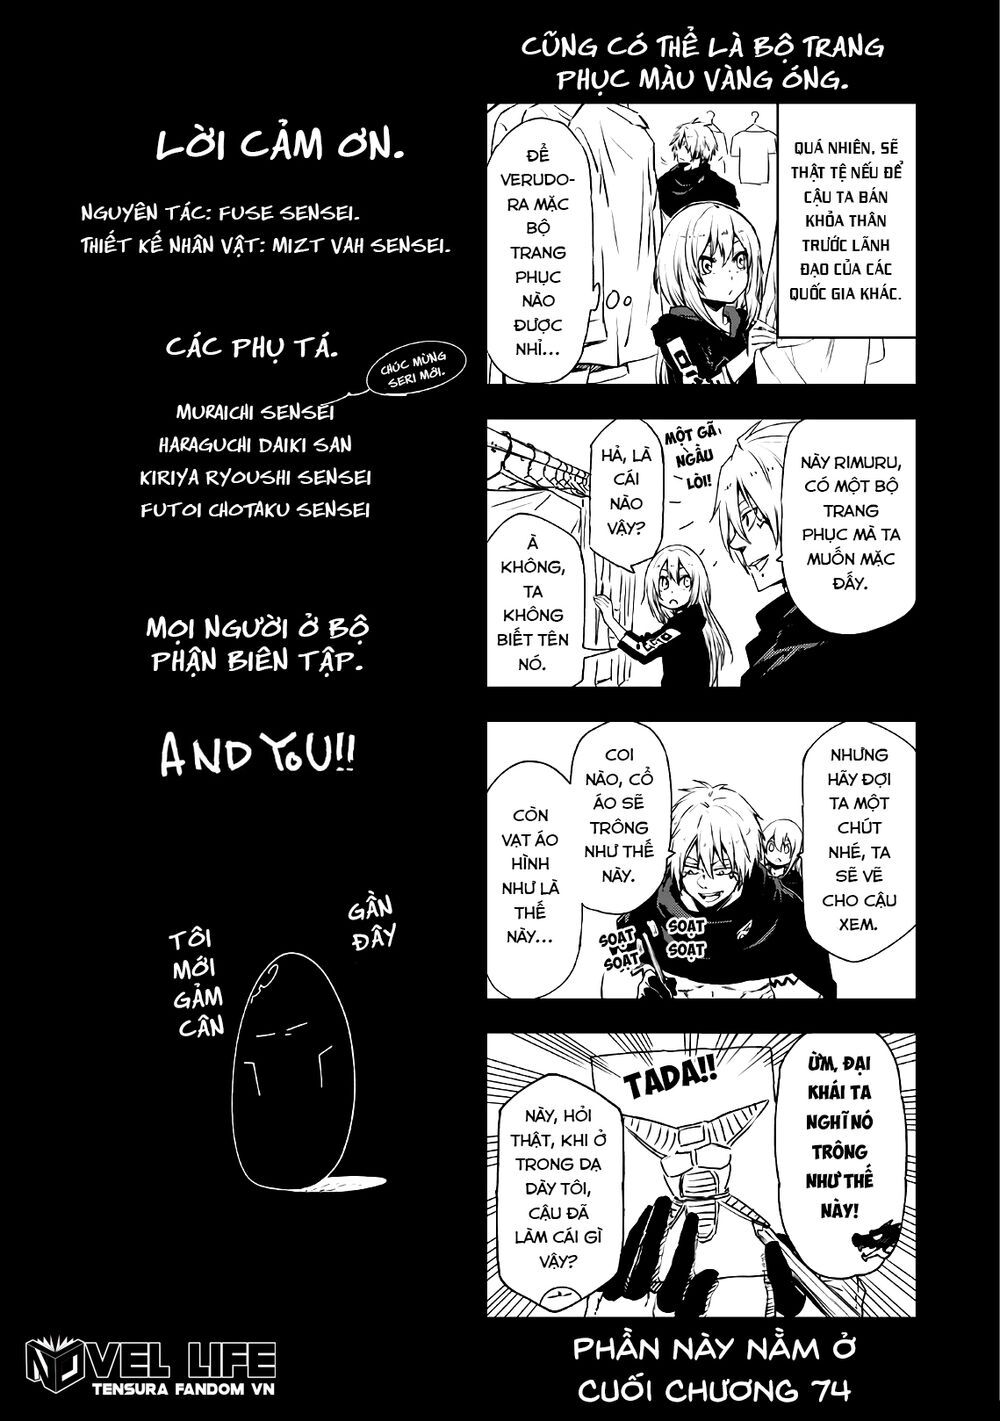 CŨNG CÓ THỂ LÀ BỘ TRANG
PHỤC MÀU VÀNG ÓNG.
QUẢ NHIÊN, SẼ
THẬT TỆ NẾU ĐỂ
CẬU TA BÁN
KHỎA THÂN
TRƯỚC LÃNH
ĐẠO CỦA CÁC
QUỐC GIA KHÁC.
ĐỂ
VERUDO-
RA MẶC
BỘ
TRANG
PHỤC
NÀO
ĐƯỢC
NHỈ...
NÀY RIMURU,
CÓ MỘT BỘ
TRANG
PHỤC MÀ TA
MUỐN MẶC
ĐẤY.
MỘT GÃ
NGẦU
LÒI!
HẢ, LÀ
CÁI
NÀO
VẬY?
À
KHÔNG,
TA
KHÔNG
BIẾT TÊN
NÓ.
NHƯNG
HÃY ĐỢI
TA MỘT
CHÚT
NHÉ, TA
SẼ VẼ
CHO CẬU
XEM.
COI
NÀO, CỔ
ÁO SẼ
TRÔNG
NHƯ THẾ
NÀY.
CÒN
VẠT ÁO
HÌNH
NHƯ LÀ
THẾ
NÀY...
SOẠT
SOẠT
SOẠT
SOẠT
ỪM, ĐẠI
KHÁI TA
NGHĨ NÓ
TRÔNG
NHƯ THẾ
NÀY!
TADA!!
NÀY, HỎI
THẬT, KHI Ở
TRONG DẠ
DÀY TÔI,
CẬU ĐÃ
LÀM CÁI GÌ
VẬY?
PHẦN NÀY NẰM Ở
CUỐI CHƯƠNG 74
LỜI CẢM ƠN.
NGUYÊN TÁC: FUSE SENSEI.
THIẾT KẾ NHÂN VẬT: MIZT VAH SENSEI.
CÁC PHỤ TÁ.
CHÚC MỪNG
SERI MỚI.
MURAICHI SENSEI
HARAGUCHI DAIKI SAN
KIRIYA RYOUSHI SENSEI
FUTOI CHOTAKU SENSEI
MỌI NGƯỜI Ở BỘ
PHẬN BIÊN TẬP.
AND YOU!!
GẦN
ĐÂY
TÔI
MỚI
GIẢM
CÂN
NOVEL LIFE
TENSURA FANDOM VN